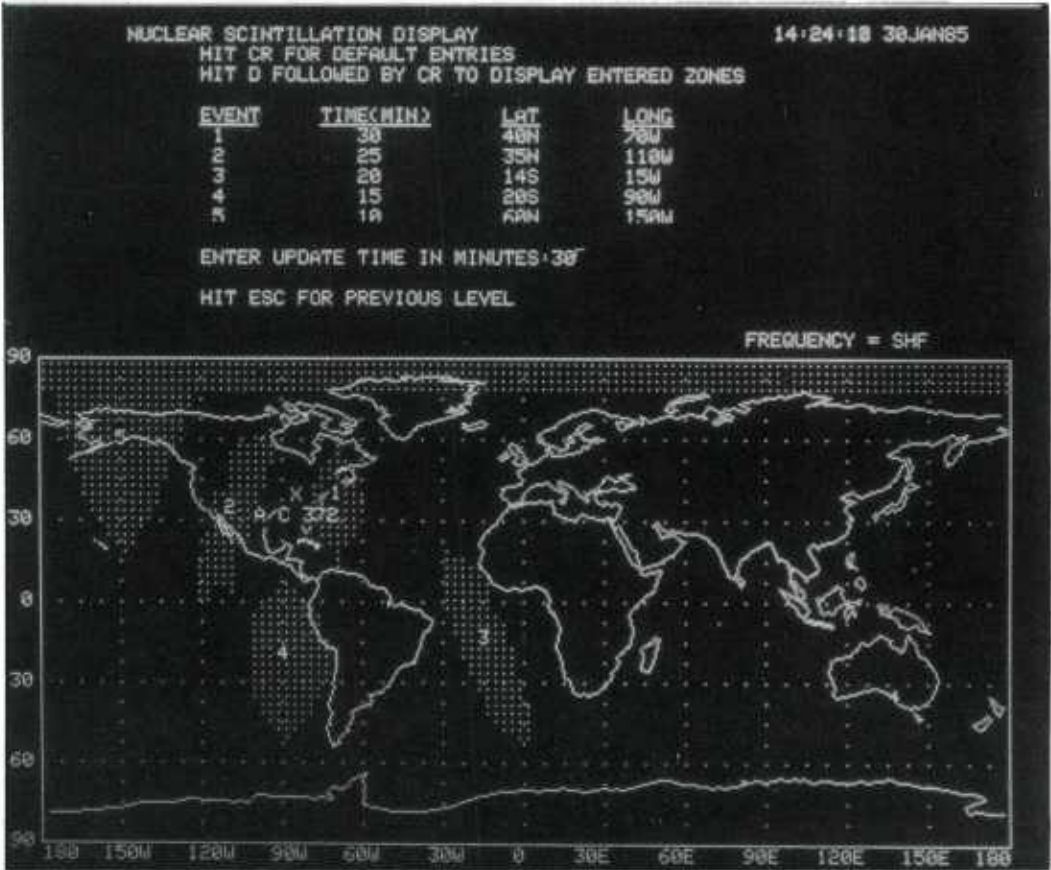 NUCLEAR SCINTILLATION DISPLAY 14:24:10 30JAN85
HIT CR FOR DEFAULT ENTRIES
HIT D FOLLOWED BY CR TO DISPLAY ENTERED ZONES
EVENT TIME(MIN) LAT LONG
1 30 40N 70W
2 25 35N 110W
3 20 14S 15W
4 15 20S 90W
5 10 60N 150W
ENTER UPDATE TIME IN MINUTES:30
HIT ESC FOR PREVIOUS LEVEL
FREQUENCY = SHF
90
60
5
X 1
2
A/C 372
30
0
3
4
30
60
90
180 150W 120W 90W 60W 30W 0 30E 60E 90E 120E 150E 180